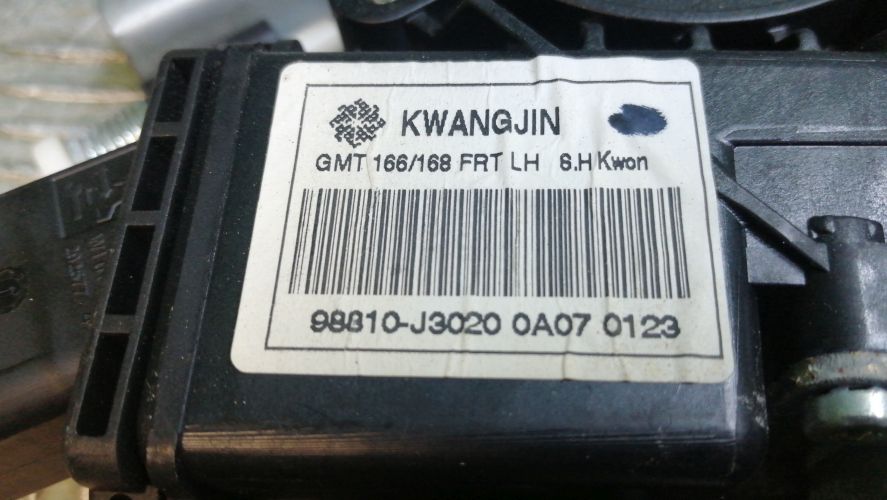 KWANGJIN
GMT 166/168 FRT LH S.H Kwon
98810-J3020 0A07 0123